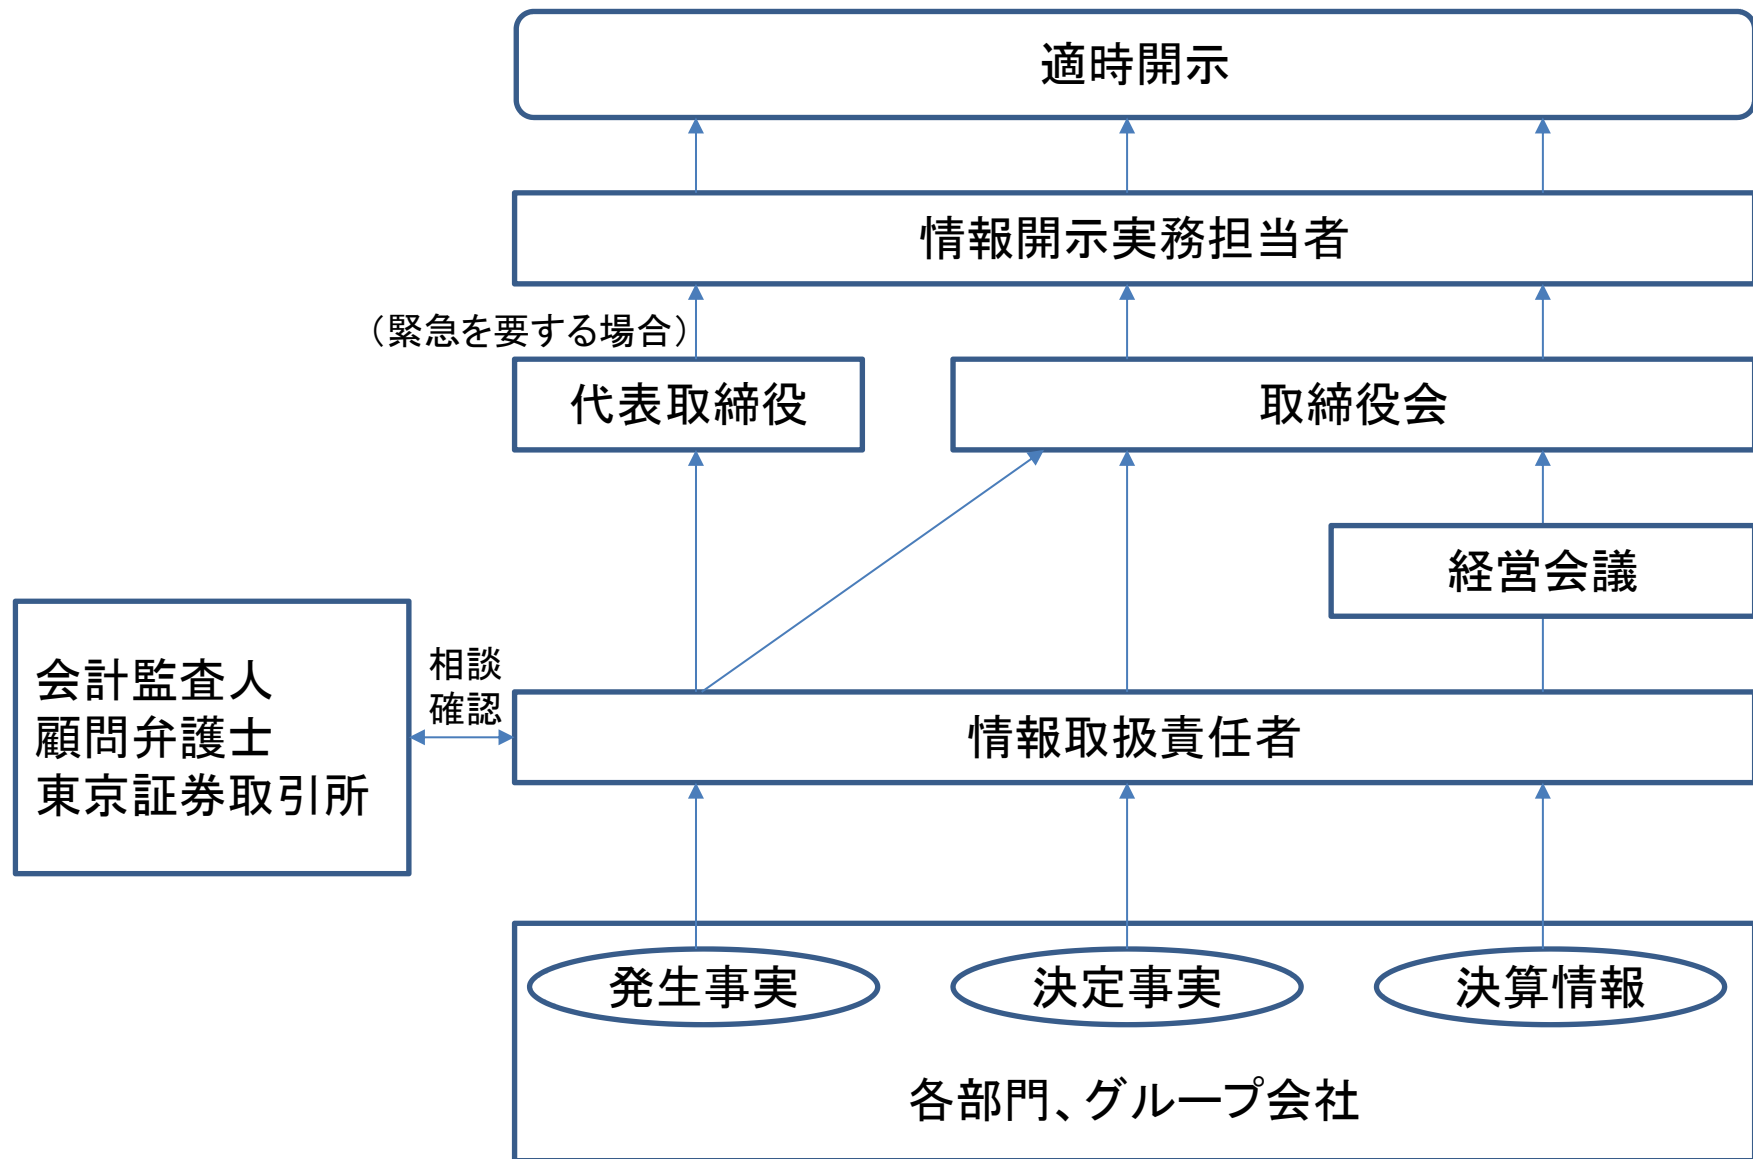 適時開示
情報開示実務担当者
（緊急を要する場合）
代表取締役
取締役会
経営会議
会計監査人
顧問弁護士
東京証券取引所
相談
確認
情報取扱責任者
発生事実
決定事実
決算情報
各部門、グループ会社